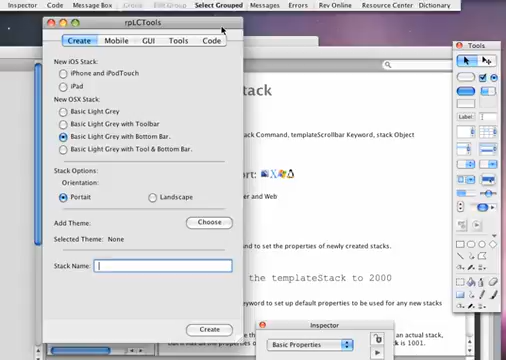 Inspector Code Message Box Group Edit Group Select Grouped Messages Errors Rev Online Resource Center Dictionary
rpLCTools
Create Mobile GUI Tools Code
New iOS Stack:
iPhone and iPodTouch
iPad
New OSX Stack:
Basic Light Grey
Basic Light Grey with Toolbar
Basic Light Grey with Bottom Bar.
Basic Light Grey with Tool & Bottom Bar.
Stack Options:
Orientation:
Portait Landscape
Add Theme: Choose
Selected Theme: None
Stack Name:
Create
stack
ck Command, templateScrollbar Keyword, stack Object
ort:
er and Web
and to set the properties of newly created stacks.
the templateStack to 2000
keyword to set up default properties to be used for any new stacks
an actual stack,
stack is 1001.
Inspector
Basic Properties
Tools
Label: